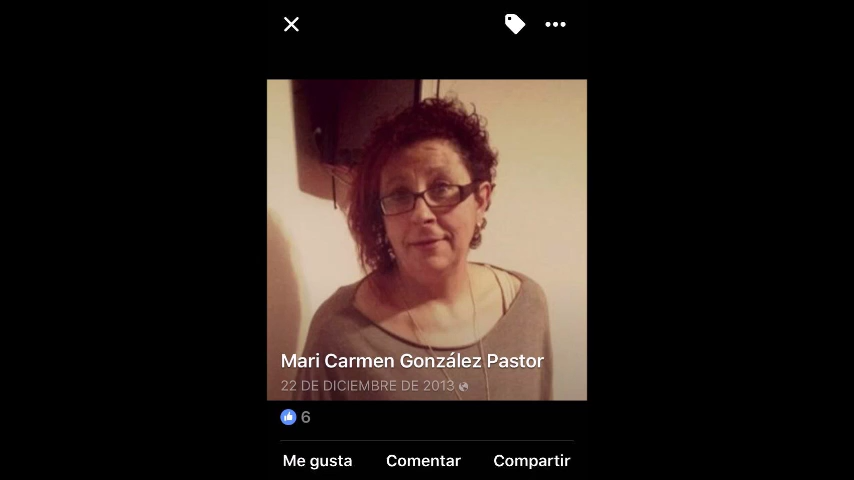 Mari Carmen González Pastor
22 DE DICIEMBRE DE 2013
6
Me gusta Comentar Compartir